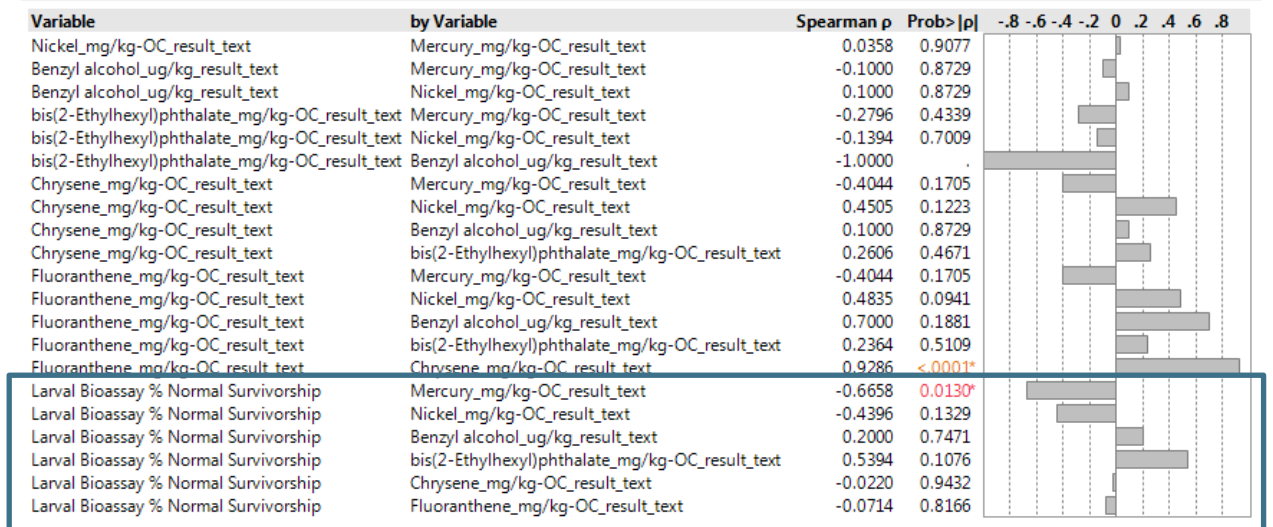 Variable by Variable Spearman ρ Prob>|ρ| -.8 -.6 -.4 -.2 0 .2 .4 .6 .8
Nickel_mg/kg-OC_result_text Mercury_mg/kg-OC_result_text 0.0358 0.9077
Benzyl alcohol_ug/kg_result_text Mercury_mg/kg-OC_result_text -0.1000 0.8729
Benzyl alcohol_ug/kg_result_text Nickel_mg/kg-OC_result_text 0.1000 0.8729
bis(2-Ethylhexyl)phthalate_mg/kg-OC_result_text Mercury_mg/kg-OC_result_text -0.2796 0.4339
bis(2-Ethylhexyl)phthalate_mg/kg-OC_result_text Nickel_mg/kg-OC_result_text -0.1394 0.7009
bis(2-Ethylhexyl)phthalate_mg/kg-OC_result_text Benzyl alcohol_ug/kg_result_text -1.0000 .
Chrysene_mg/kg-OC_result_text Mercury_mg/kg-OC_result_text -0.4044 0.1705
Chrysene_mg/kg-OC_result_text Nickel_mg/kg-OC_result_text 0.4505 0.1223
Chrysene_mg/kg-OC_result_text Benzyl alcohol_ug/kg_result_text 0.1000 0.8729
Chrysene_mg/kg-OC_result_text bis(2-Ethylhexyl)phthalate_mg/kg-OC_result_text 0.2606 0.4671
Fluoranthene_mg/kg-OC_result_text Mercury_mg/kg-OC_result_text -0.4044 0.1705
Fluoranthene_mg/kg-OC_result_text Nickel_mg/kg-OC_result_text 0.4835 0.0941
Fluoranthene_mg/kg-OC_result_text Benzyl alcohol_ug/kg_result_text 0.7000 0.1881
Fluoranthene_mg/kg-OC_result_text bis(2-Ethylhexyl)phthalate_mg/kg-OC_result_text 0.2364 0.5109
Fluoranthene_mg/kg-OC_result_text Chrysene_mg/kg-OC_result_text 0.9286 <.0001*
Larval Bioassay % Normal Survivorship Mercury_mg/kg-OC_result_text -0.6658 0.0130*
Larval Bioassay % Normal Survivorship Nickel_mg/kg-OC_result_text -0.4396 0.1329
Larval Bioassay % Normal Survivorship Benzyl alcohol_ug/kg_result_text 0.2000 0.7471
Larval Bioassay % Normal Survivorship bis(2-Ethylhexyl)phthalate_mg/kg-OC_result_text 0.5394 0.1076
Larval Bioassay % Normal Survivorship Chrysene_mg/kg-OC_result_text -0.0220 0.9432
Larval Bioassay % Normal Survivorship Fluoranthene_mg/kg-OC_result_text -0.0714 0.8166